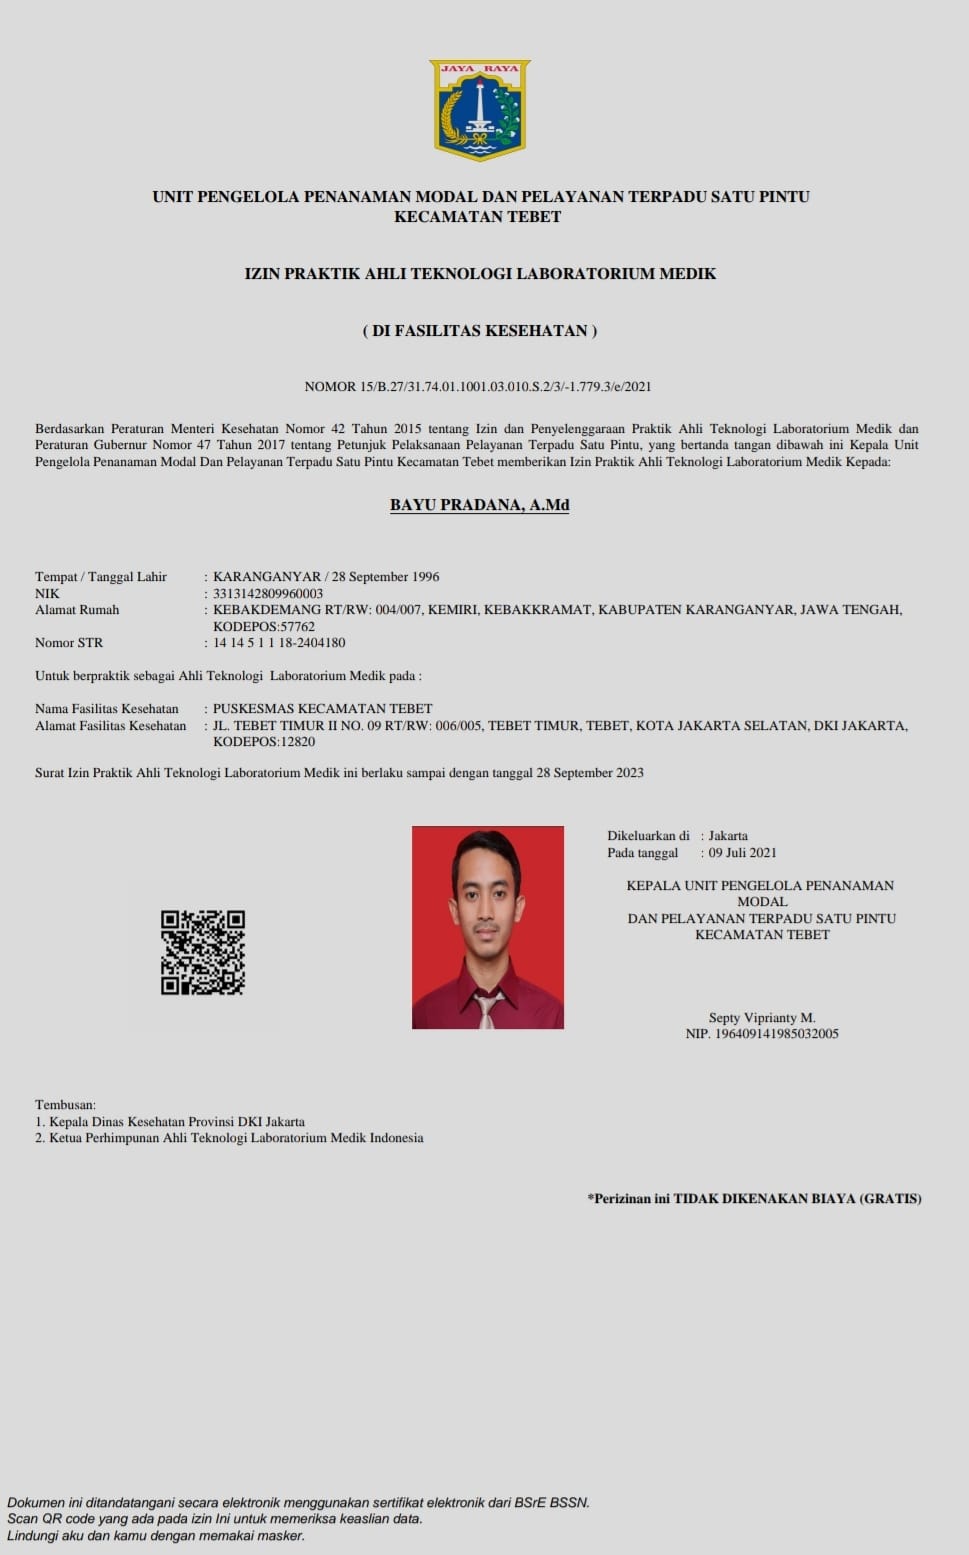 JAYA RAYA
UNIT PENGELOLA PENANAMAN MODAL DAN PELAYANAN TERPADU SATU PINTU
KECAMATAN TEBET
IZIN PRAKTIK AHLI TEKNOLOGI LABORATORIUM MEDIK
( DI FASILITAS KESEHATAN )
NOMOR 15/B.27/31.74.01.1001.03.010.S.2/3/-1.779.3/e/2021
Berdasarkan Peraturan Menteri Kesehatan Nomor 42 Tahun 2015 tentang Izin dan Penyelenggaraan Praktik Ahli Teknologi Laboratorium Medik dan
Peraturan Gubernur Nomor 47 Tahun 2017 tentang Petunjuk Pelaksanaan Pelayanan Terpadu Satu Pintu, yang bertanda tangan dibawah ini Kepala Unit
Pengelola Penanaman Modal Dan Pelayanan Terpadu Satu Pintu Kecamatan Tebet memberikan Izin Praktik Ahli Teknologi Laboratorium Medik Kepada:
BAYU PRADANA, A.Md
Tempat / Tanggal Lahir : KARANGANYAR / 28 September 1996
NIK : 3313142809960003
Alamat Rumah : KEBAKDEMANG RT/RW: 004/007, KEMIRI, KEBAKKRAMAT, KABUPATEN KARANGANYAR, JAWA TENGAH,
KODEPOS:57762
Nomor STR : 14 14 5 1 1 18-2404180
Untuk berpraktik sebagai Ahli Teknologi Laboratorium Medik pada :
Nama Fasilitas Kesehatan : PUSKESMAS KECAMATAN TEBET
Alamat Fasilitas Kesehatan : JL. TEBET TIMUR II NO. 09 RT/RW: 006/005, TEBET TIMUR, TEBET, KOTA JAKARTA SELATAN, DKI JAKARTA,
KODEPOS:12820
Surat Izin Praktik Ahli Teknologi Laboratorium Medik ini berlaku sampai dengan tanggal 28 September 2023
Dikeluarkan di : Jakarta
Pada tanggal : 09 Juli 2021
KEPALA UNIT PENGELOLA PENANAMAN
MODAL
DAN PELAYANAN TERPADU SATU PINTU
KECAMATAN TEBET
Septy Viprianty M.
NIP. 196409141985032005
Tembusan:
1. Kepala Dinas Kesehatan Provinsi DKI Jakarta
2. Ketua Perhimpunan Ahli Teknologi Laboratorium Medik Indonesia
*Perizinan ini TIDAK DIKENAKAN BIAYA (GRATIS)
Dokumen ini ditandatangani secara elektronik menggunakan sertifikat elektronik dari BSrE BSSN.
Scan QR code yang ada pada izin Ini untuk memeriksa keaslian data.
Lindungi aku dan kamu dengan memakai masker.